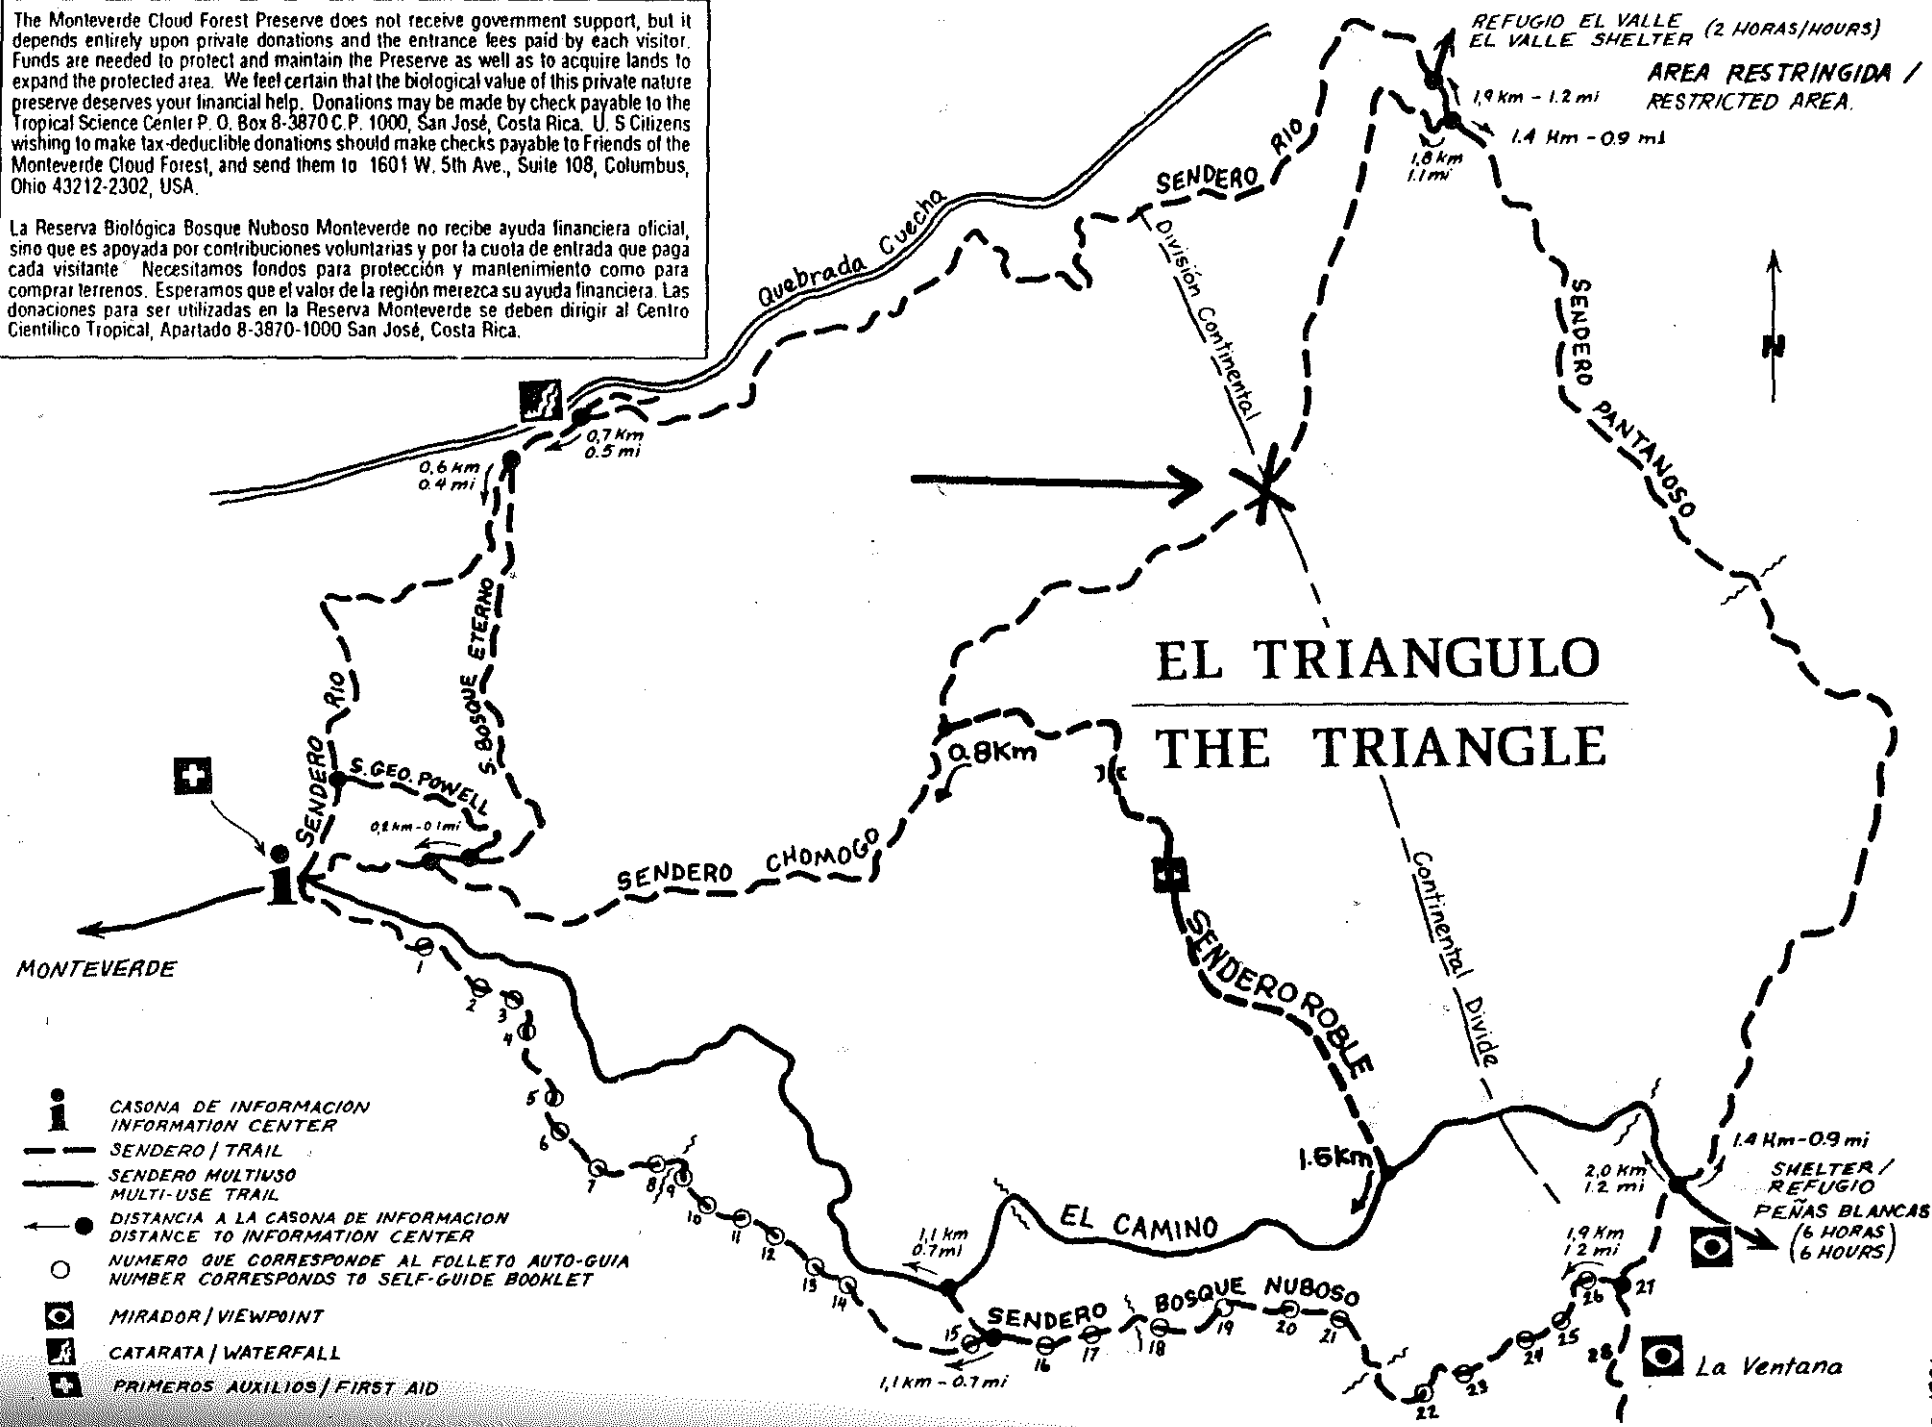 The Monteverde Cloud Forest Preserve does not receive government support, but it
depends entirely upon private donations and the entrance fees paid by each visitor.
Funds are needed to protect and maintain the Preserve as well as to acquire lands to
expand the protected area. We feel certain that the biological value of this private nature
preserve deserves your financial help. Donations may be made by check payable to the
Tropical Science Center P. O. Box 8-3870 C.P. 1000, San José, Costa Rica. U. S Citizens
wishing to make tax-deductible donations should make checks payable to Friends of the
Monteverde Cloud Forest, and send them to 1601 W. 5th Ave., Suite 108, Columbus,
Ohio 43212-2302, USA.
La Reserva Biológica Bosque Nuboso Monteverde no recibe ayuda financiera oficial,
sino que es apoyada por contribuciones voluntarias y por la cuota de entrada que paga
cada visitante Necesitamos fondos para protección y mantenimiento como para
comprar terrenos. Esperamos que el valor de la región merezca su ayuda financiera. Las
donaciones para ser utilizadas en la Reserva Monteverde se deben dirigir al Centro
Científico Tropical, Apartado 8-3870-1000 San José, Costa Rica.
REFUGIO EL VALLE
EL VALLE SHELTER (2 HORAS/HOURS)
AREA RESTRINGIDA /
RESTRICTED AREA.
1,9 km - 1.2 mi
1.4 Km - 0.9 mi
1,8 km
1.1 mi
SENDERO RIO
Quebrada Cuecha
División Continental
SENDERO PANTANOSO
N
0,7 Km
0.5 mi
0,6 km
0.4 mi
S. BOSQUE ETERNO
SENDERO RIO
S. GEO. POWELL
0,2 km - 0.1 mi
EL TRIANGULO
THE TRIANGLE
0.8Km
SENDERO CHOMOGO
SENDERO ROBLE
Continental Divide
i
MONTEVERDE
1
2
3
4
5
6
7
8
9
10
11
12
13
14
15
16
17
18
19
20
21
22
23
24
25
26
27
28
1.6Km
EL CAMINO
1,1 km
0.7 mi
SENDERO BOSQUE NUBOSO
1,1 km - 0.7 mi
1.4 Km - 0.9 mi
2,0 km
1.2 mi
SHELTER /
REFUGIO
PEÑAS BLANCAS
(6 HORAS)
(6 HOURS)
1,9 Km
1 2 mi
La Ventana
i CASONA DE INFORMACION
INFORMATION CENTER
SENDERO / TRAIL
SENDERO MULTIUSO
MULTI-USE TRAIL
DISTANCIA A LA CASONA DE INFORMACION
DISTANCE TO INFORMATION CENTER
NUMERO QUE CORRESPONDE AL FOLLETO AUTO-GUIA
NUMBER CORRESPONDS TO SELF-GUIDE BOOKLET
MIRADOR / VIEWPOINT
CATARATA / WATERFALL
PRIMEROS AUXILIOS / FIRST AID